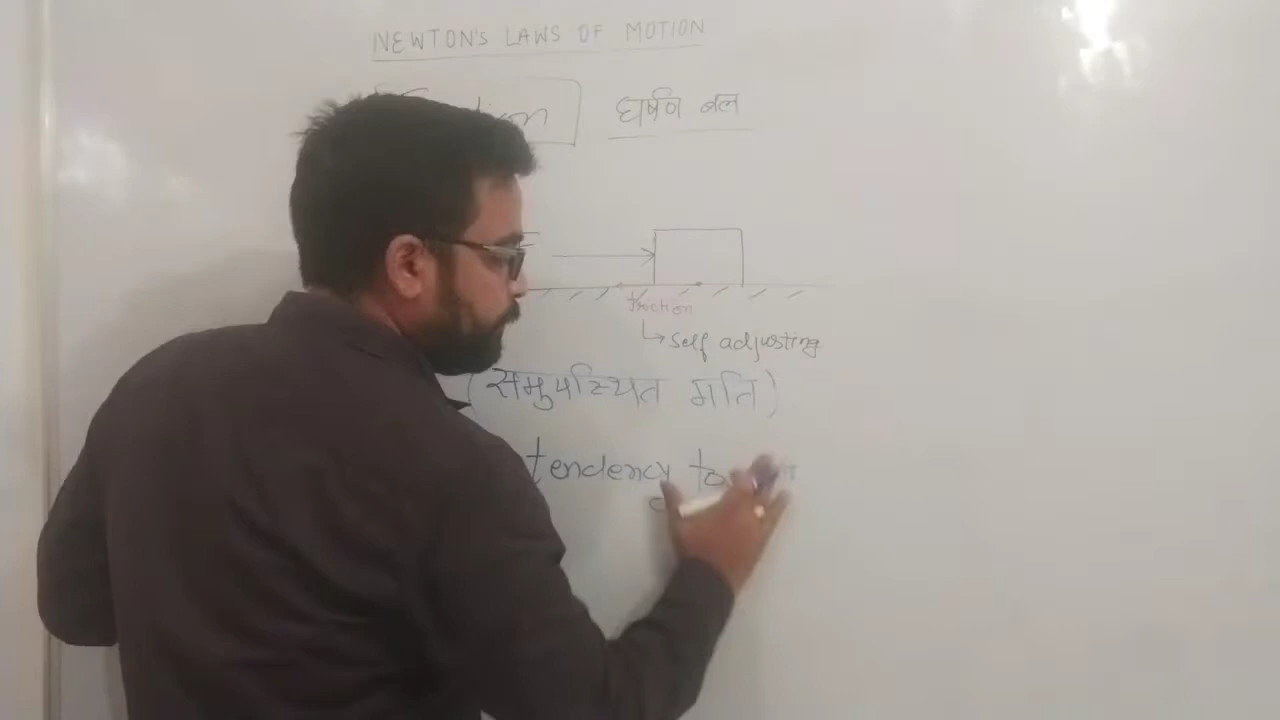 NEWTON'S LAWS OF MOTION
घर्षण बल
friction
↳ Self adjusting
(समुपस्थित गति)
tendency to